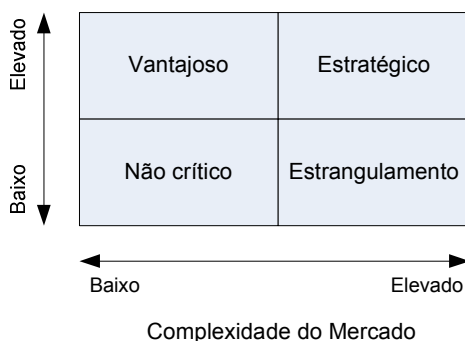 Elevado
Vantajoso
Estratégico
Baixo
Não crítico
Estrangulamento
Baixo
Elevado
Complexidade do Mercado